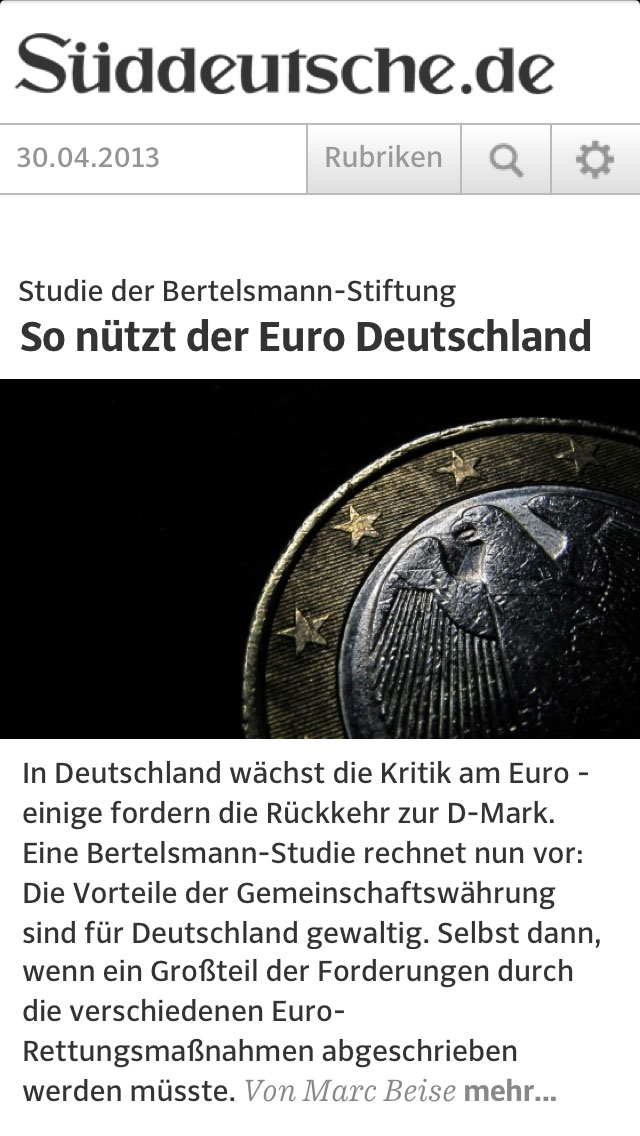 Süddeutsche.de
30.04.2013
Rubriken
Studie der Bertelsmann-Stiftung
So nützt der Euro Deutschland
In Deutschland wächst die Kritik am Euro -
einige fordern die Rückkehr zur D-Mark.
Eine Bertelsmann-Studie rechnet nun vor:
Die Vorteile der Gemeinschaftswährung
sind für Deutschland gewaltig. Selbst dann,
wenn ein Großteil der Forderungen durch
die verschiedenen Euro-
Rettungsmaßnahmen abgeschrieben
werden müsste. Von Marc Beise mehr...